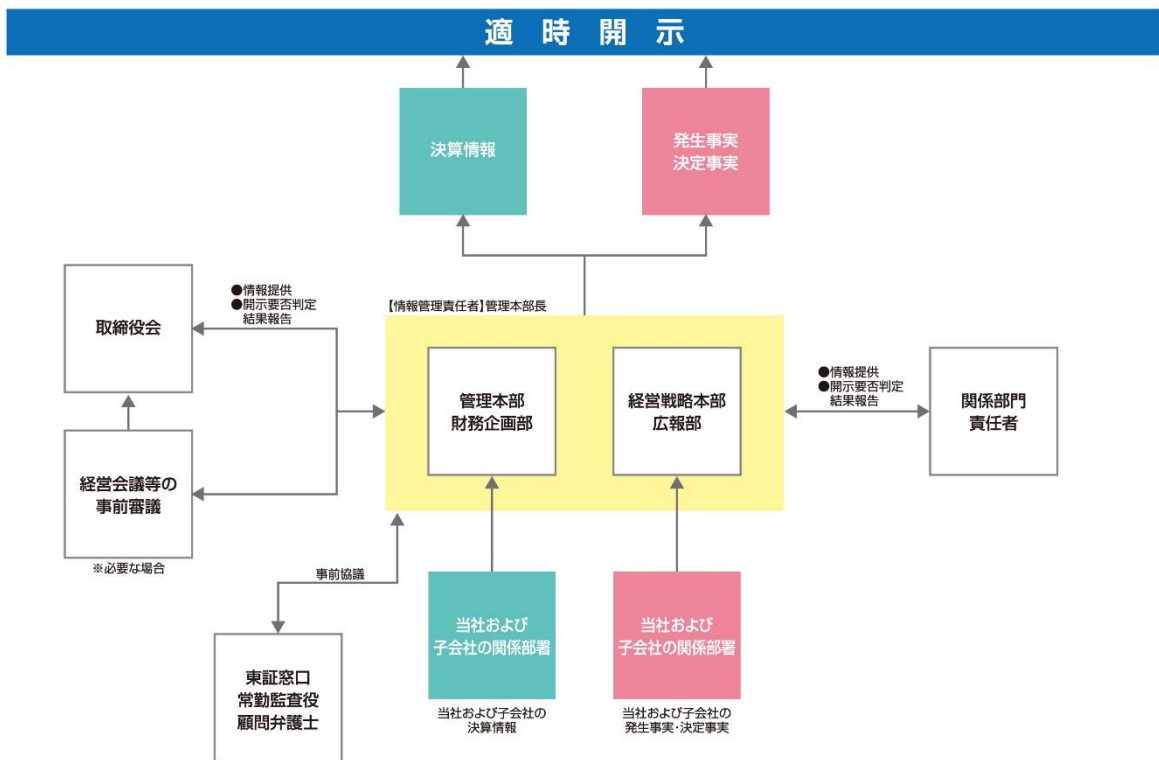 適時開示
決算情報
発生事実
決定事実
●情報提供
●開示要否判定
結果報告
【情報管理責任者】管理本部長
取締役会
管理本部
財務企画部
経営戦略本部
広報部
●情報提供
●開示要否判定
結果報告
関係部門
責任者
経営会議等の
事前審議
※必要な場合
事前協議
東証窓口
常勤監査役
顧問弁護士
当社および
子会社の関係部署
当社および子会社の
決算情報
当社および
子会社の関係部署
当社および子会社の
発生事実・決定事実